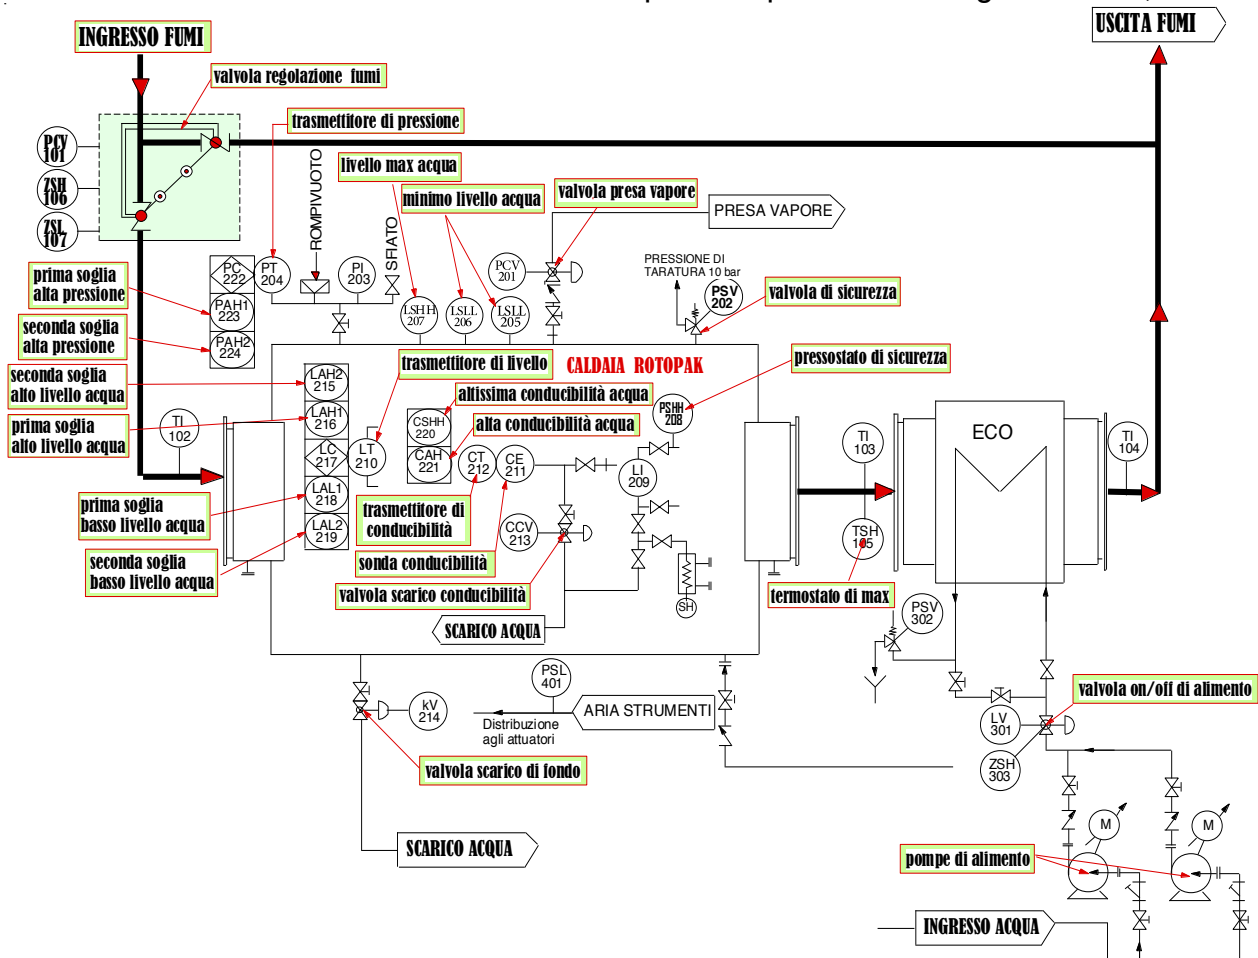 USCITA FUMI
INGRESSO FUMI
valvola regolazione fumi
trasmettitore di pressione
PCV
101
ZSH
106
ZSL
107
livello max acqua
minimo livello acqua
valvola presa vapore
PRESA VAPORE
ROMPIVUOTO
SFIATO
PC
222
PT
204
PI
203
PCV
201
PRESSIONE DI
TARATURA 10 bar
PSV
202
valvola di sicurezza
prima soglia
alta pressione
PAH1
223
LSHH
207
LSLL
206
LSLL
205
seconda soglia
alta pressione
PAH2
224
pressostato di sicurezza
trasmettitore di livello
CALDAIA ROTOPAK
seconda soglia
alto livello acqua
LAH2
215
altissima conducibilità acqua
PSHH
208
prima soglia
alto livello acqua
TI
102
LAH1
216
CSHH
220
alta conducibilità acqua
LC
217
LT
210
CAH
221
CT
212
CE
211
LI
209
TI
103
ECO
TI
104
prima soglia
basso livello acqua
LAL1
218
trasmettitore di
conducibilità
LAL2
219
CCV
213
TSH
105
seconda soglia
basso livello acqua
sonda conducibilità
valvola scarico conducibilità
SH
termostato di max
PSV
302
SCARICO ACQUA
PSL
401
valvola on/off di alimento
kV
214
ARIA STRUMENTI
Distribuzione
agli attuatori
LV
301
ZSH
303
valvola scarico di fondo
M
M
SCARICO ACQUA
pompe di alimento
INGRESSO ACQUA